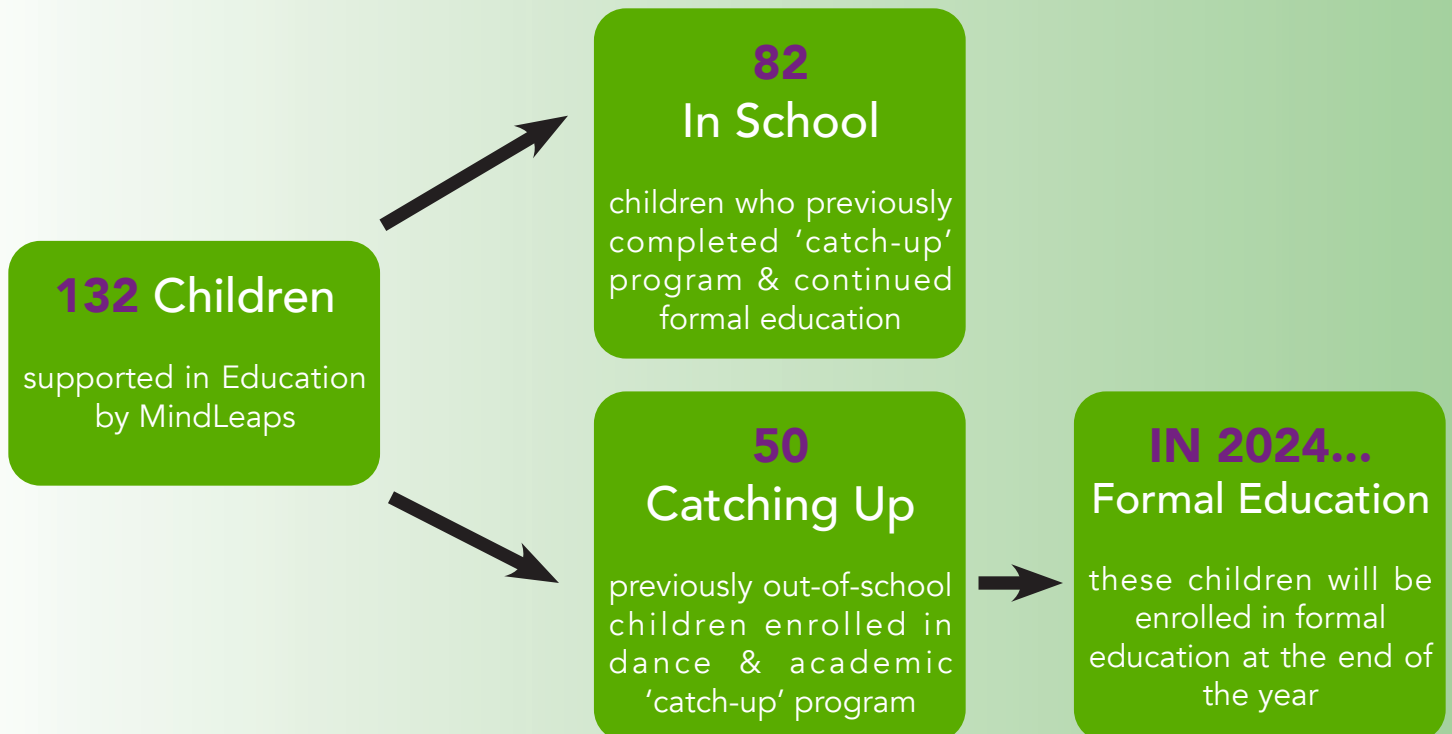 132 Children
supported in Education
by MindLeaps
82
In School
children who previously
completed ‘catch-up’
program & continued
formal education
50
Catching Up
previously out-of-school
children enrolled in
dance & academic
‘catch-up’ program
IN 2024...
Formal Education
these children will be
enrolled in formal
education at the end of
the year